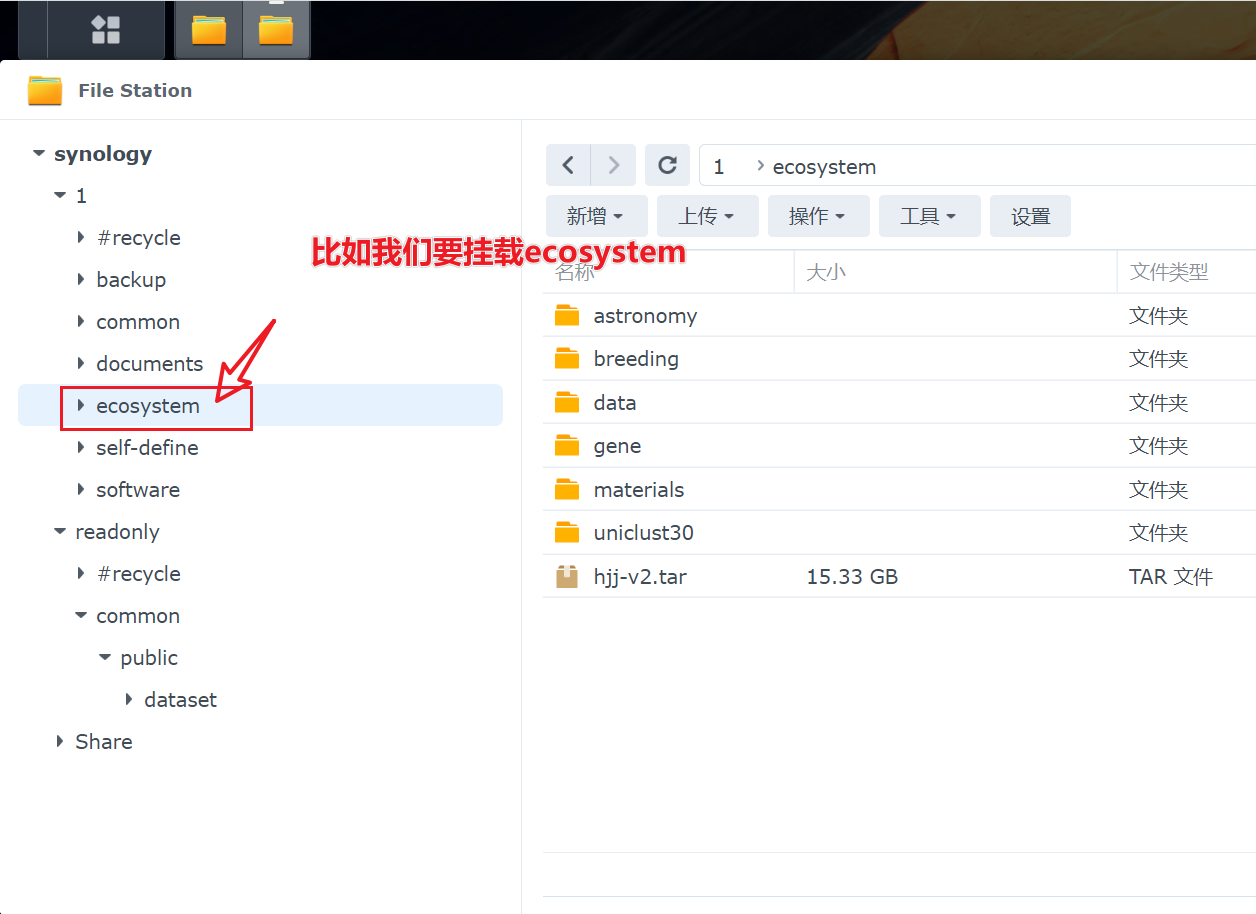 File Station
synology
1
#recycle
backup
common
documents
ecosystem
self-define
software
readonly
#recycle
common
public
dataset
Share
1 ecosystem
新增 上传 操作 工具 设置
比如我们要挂载ecosystem
名称 大小 文件类型
astronomy 文件夹
breeding 文件夹
data 文件夹
gene 文件夹
materials 文件夹
uniclust30 文件夹
hjj-v2.tar 15.33 GB TAR 文件